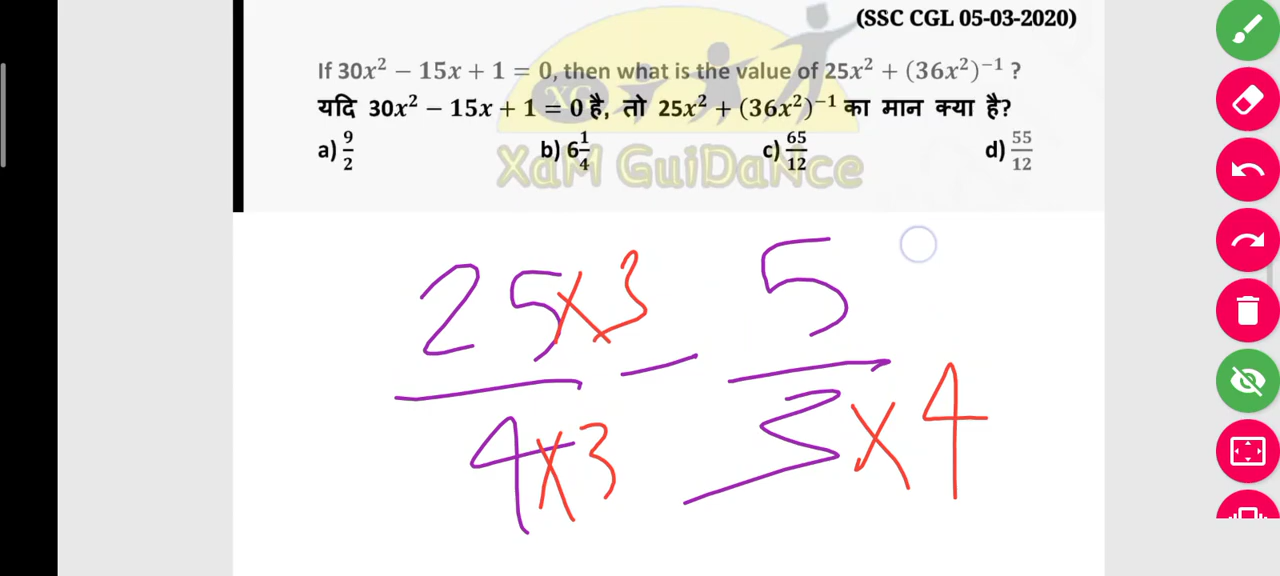 (SSC CGL 05-03-2020)
If 30x² − 15x + 1 = 0, then what is the value of 25x² + (36x²)⁻¹ ?
यदि 30x² − 15x + 1 = 0 है, तो 25x² + (36x²)⁻¹ का मान क्या है?
a) 9/2 b) 6 1/4 c) 65/12 d) 55/12
XaM GuiDaNce
25×3 5
— −  —
4×3 3×4